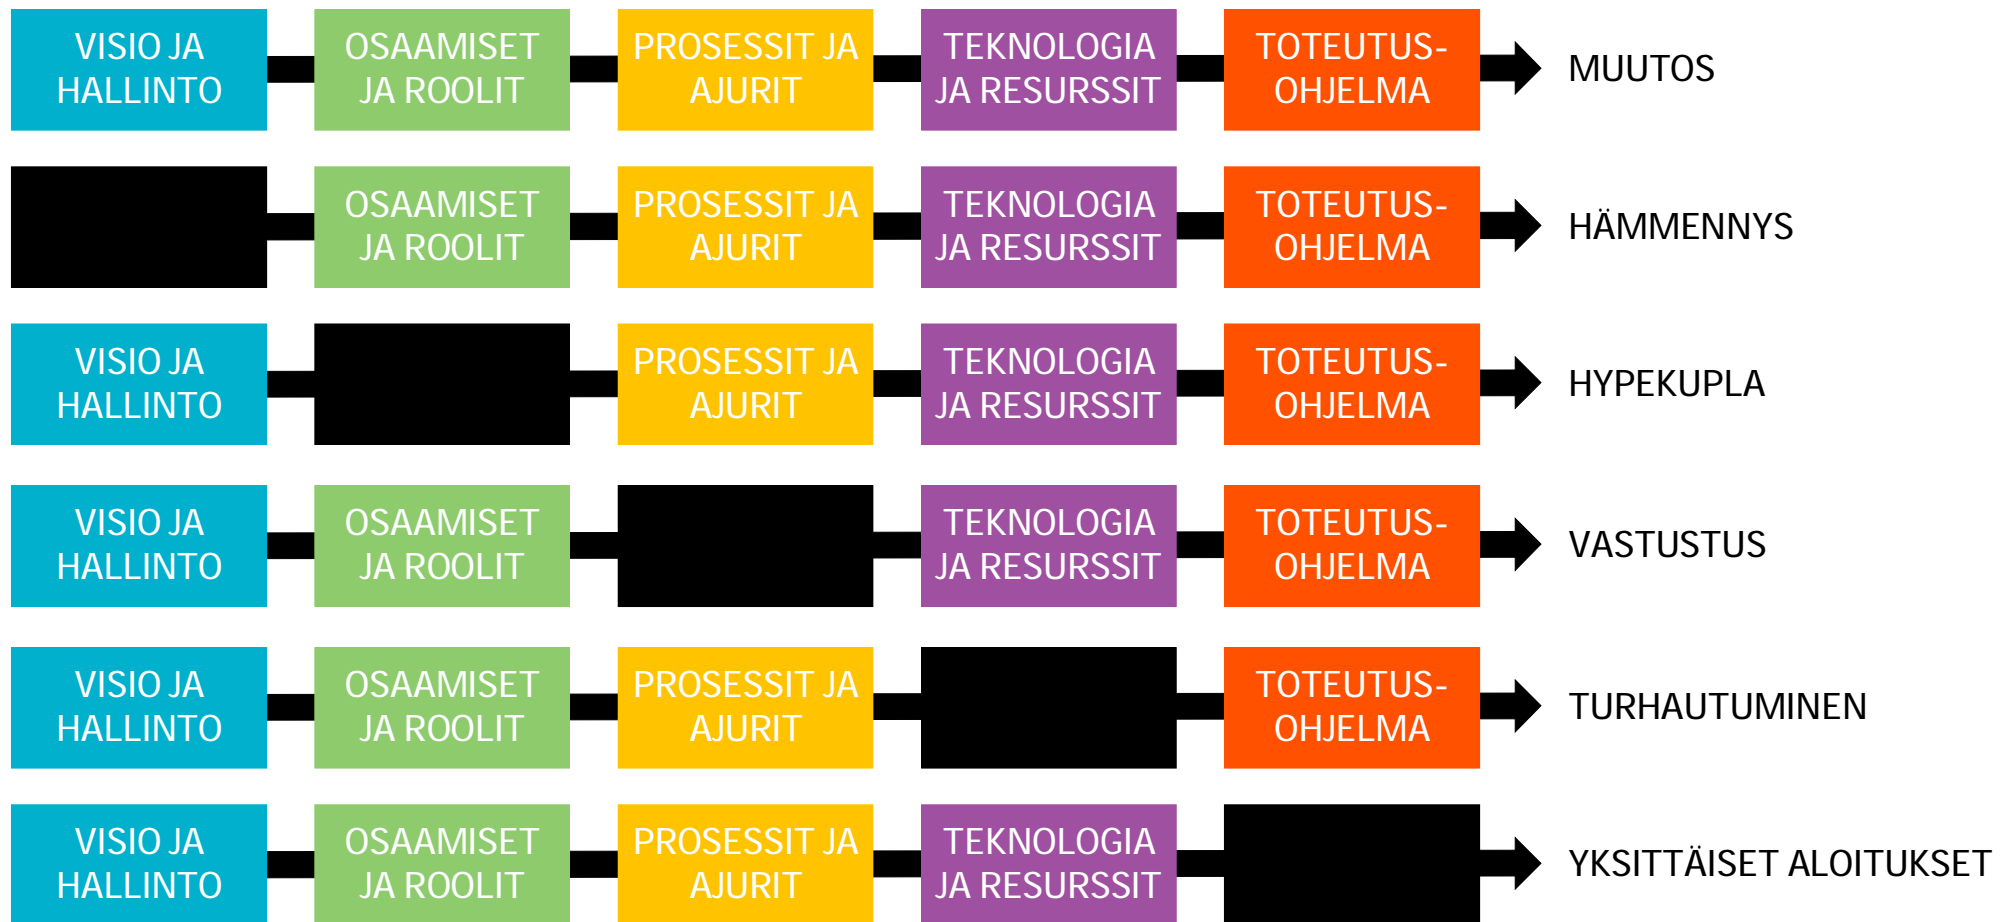 VISIO JA
HALLINTO
OSAAMISET
JA ROOLIT
PROSESSIT JA
AJURIT
TEKNOLOGIA
JA RESURSSIT
TOTEUTUS-
OHJELMA
MUUTOS
OSAAMISET
JA ROOLIT
PROSESSIT JA
AJURIT
TEKNOLOGIA
JA RESURSSIT
TOTEUTUS-
OHJELMA
HÄMMENNYS
VISIO JA
HALLINTO
PROSESSIT JA
AJURIT
TEKNOLOGIA
JA RESURSSIT
TOTEUTUS-
OHJELMA
HYPEKUPLA
VISIO JA
HALLINTO
OSAAMISET
JA ROOLIT
TEKNOLOGIA
JA RESURSSIT
TOTEUTUS-
OHJELMA
VASTUSTUS
VISIO JA
HALLINTO
OSAAMISET
JA ROOLIT
PROSESSIT JA
AJURIT
TOTEUTUS-
OHJELMA
TURHAUTUMINEN
VISIO JA
HALLINTO
OSAAMISET
JA ROOLIT
PROSESSIT JA
AJURIT
TEKNOLOGIA
JA RESURSSIT
YKSITTÄISET ALOITUKSET